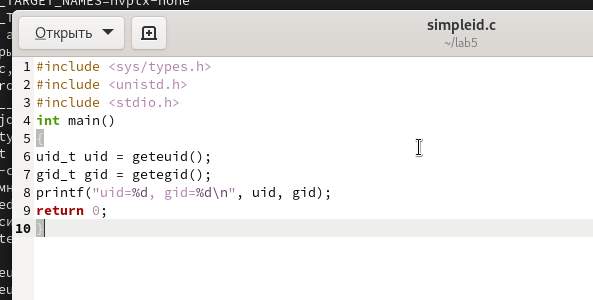 _TARGET_NAMES=nvptx-none
Открыть
simpleid.c
~/lab5
1 #include <sys/types.h>
2 #include <unistd.h>
3 #include <stdio.h>
4 int main()
5 {
6 uid_t uid = geteuid();
7 gid_t gid = getegid();
8 printf("uid=%d, gid=%d\n", uid, gid);
9 return 0;
10 }